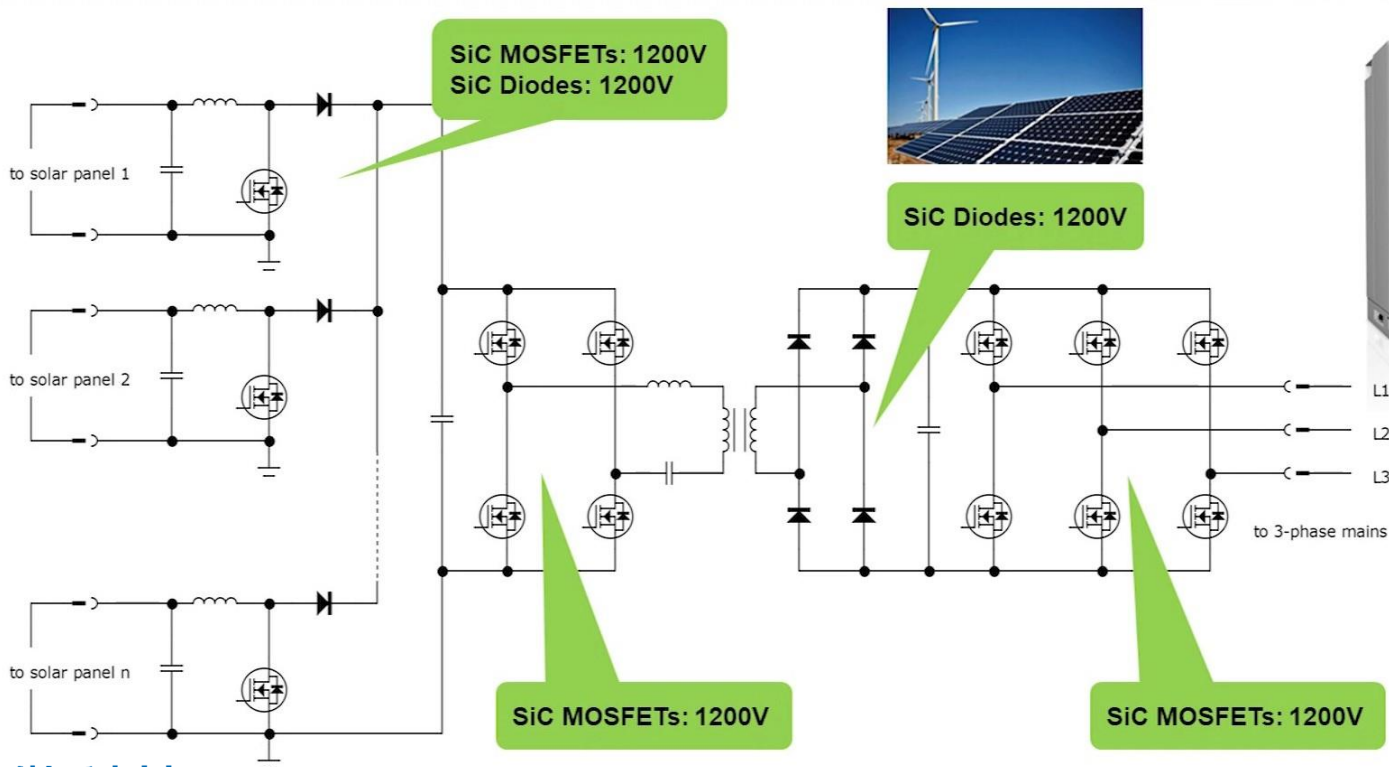 SiC MOSFETs: 1200V
SiC Diodes: 1200V
to solar panel 1
SiC Diodes: 1200V
to solar panel 2
L1
L2
L3
to 3-phase mains
to solar panel n
SiC MOSFETs: 1200V
SiC MOSFETs: 1200V